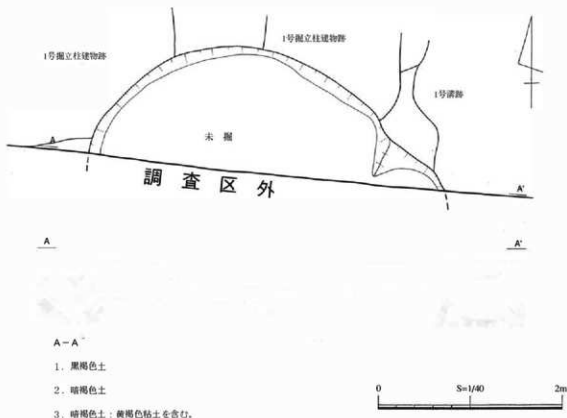 1号掘立柱建物跡
1号掘立柱建物跡
1号溝跡
未掘
A
調査区外
A'
A
A'
A-A'
1. 黒褐色土
2. 暗褐色土
3. 暗褐色土：黄褐色粘土を含む。
0 S=1/40 2m